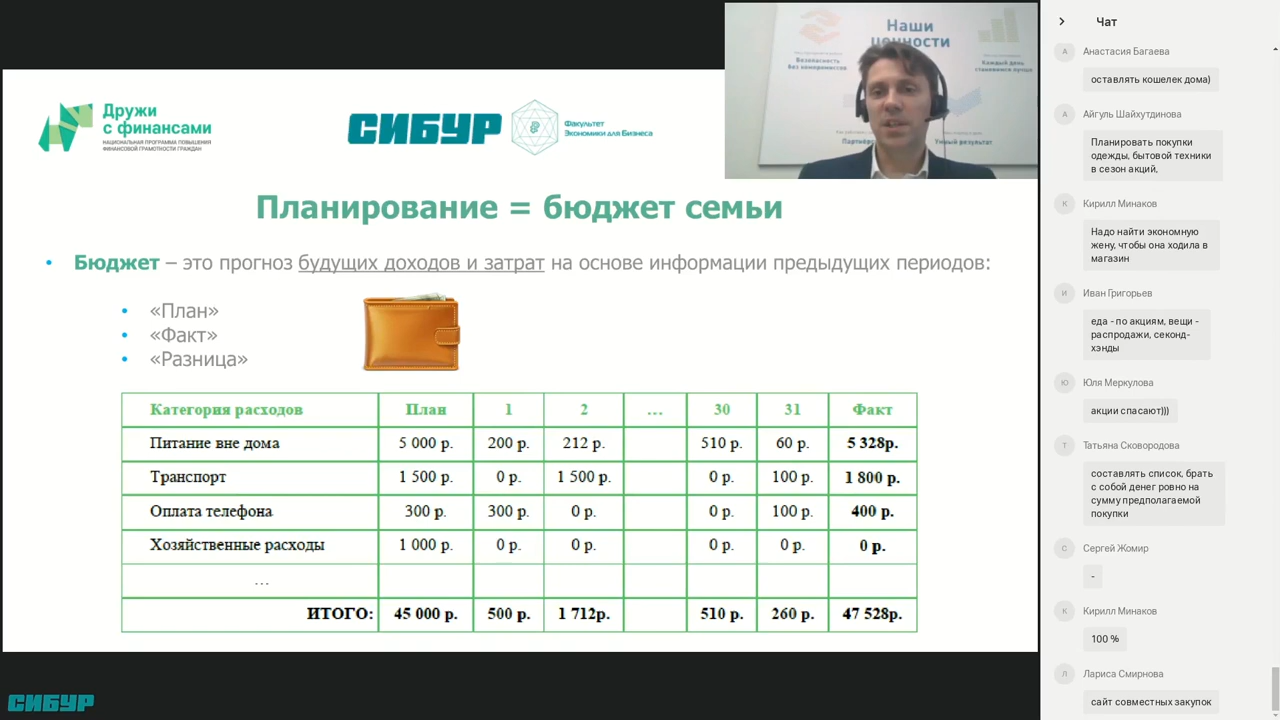 Дружи
с финансами
НАЦИОНАЛЬНАЯ ПРОГРАММА ПОВЫШЕНИЯ
ФИНАНСОВОЙ ГРАМОТНОСТИ ГРАЖДАН
СИБУР
Факультет
Экономики для Бизнеса
Наши
ценности
Безопасность
без компромиссов
Каждый день
становимся лучше
Умный результат
Планирование = бюджет семьи
• Бюджет – это прогноз будущих доходов и затрат на основе информации предыдущих периодов:
• «План»
• «Факт»
• «Разница»
Категория расходов План 1 2 … 30 31 Факт
Питание вне дома 5 000 р. 200 р. 212 р. 510 р. 60 р. 5 328р.
Транспорт 1 500 р. 0 р. 1 500 р. 0 р. 100 р. 1 800 р.
Оплата телефона 300 р. 300 р. 0 р. 0 р. 100 р. 400 р.
Хозяйственные расходы 1 000 р. 0 р. 0 р. 0 р. 0 р. 0 р.
…
ИТОГО: 45 000 р. 500 р. 1 712р. 510 р. 260 р. 47 528р.
СИБУР
Чат
А Анастасия Багаева
оставлять кошелек дома)
А Айгуль Шайхутдинова
Планировать покупки
одежды, бытовой техники
в сезон акций,
К Кирилл Минаков
Надо найти экономную
жену, чтобы она ходила в
магазин
И Иван Григорьев
еда - по акциям, вещи -
распродажи, секонд-
хэнды
Ю Юля Меркулова
акции спасают)))
Т Татьяна Сковородова
составлять список, брать
с собой денег ровно на
сумму предполагаемой
покупки
С Сергей Жомир
-
К Кирилл Минаков
100 %
Л Лариса Смирнова
сайт совместных закупок